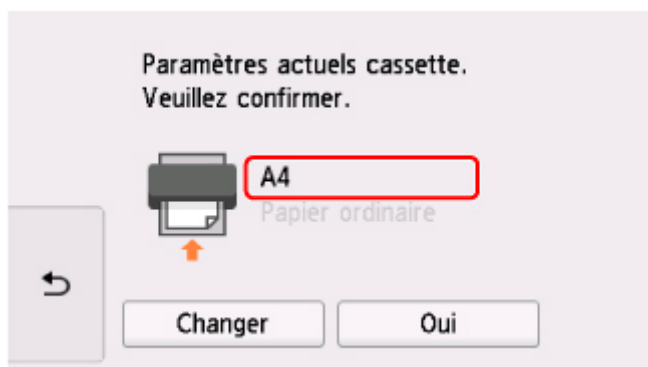 Paramètres actuels cassette.
Veuillez confirmer.
A4
Papier ordinaire
Changer
Oui